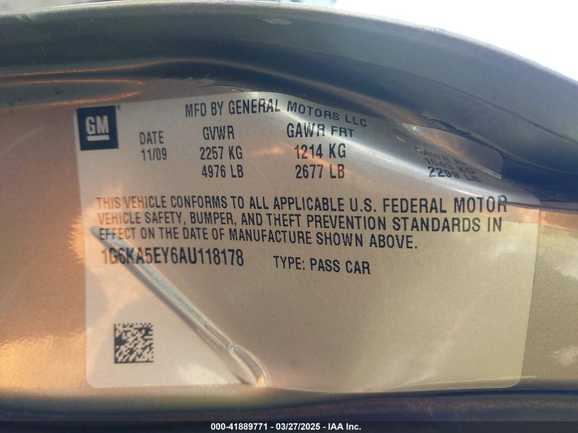 MFD BY GENERAL MOTORS LLC
GM
DATE GVWR GAWR FRT
11/09 2257 KG 1214 KG
4976 LB 2677 LB
THIS VEHICLE CONFORMS TO ALL APPLICABLE U.S. FEDERAL MOTOR
VEHICLE SAFETY, BUMPER, AND THEFT PREVENTION STANDARDS IN
EFFECT ON THE DATE OF MANUFACTURE SHOWN ABOVE.
1G6KA5EY6AU118178 TYPE: PASS CAR
000-41889771 — 03/27/2025 — IAA Inc.